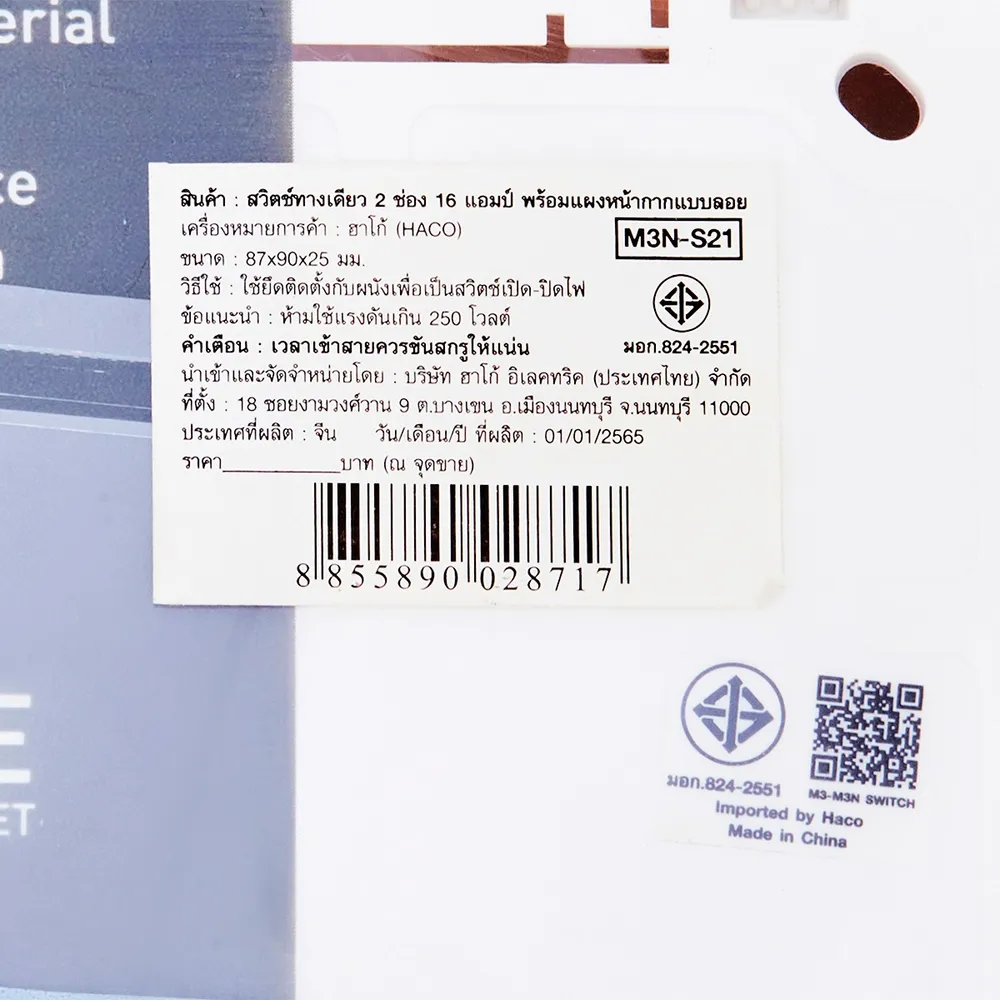 erial
สินค้า : สวิตซ์ทางเดียว 2 ช่อง 16 แอมป์ พร้อมแผงหน้ากากแบบลอย
เครื่องหมายการค้า : ฮาโก้ (HACO)
M3N-S21
ขนาด : 87x90x25 มม.
วิธีใช้ : ใช้ยึดติดตั้งกับผนังเพื่อเป็นสวิตช์เปิด-ปิดไฟ
ข้อแนะนำ : ห้ามใช้แรงดันเกิน 250 โวลต์
คำเตือน : เวลาเข้าสายควรขันสกรูให้แน่น
มอก.824-2551
นำเข้าและจัดจำหน่ายโดย : บริษัท ฮาโก้ อิเลคทริค (ประเทศไทย) จำกัด
ที่ตั้ง : 18 ซอยงามวงศ์วาน 9 ต.บางเขน อ.เมืองนนทบุรี จ.นนทบุรี 11000
ประเทศที่ผลิต : จีน วัน/เดือน/ปี ที่ผลิต : 01/01/2565
ราคา__________บาท (ณ จุดขาย)
8 855890 028717
E
ET
มอก.824-2551
M3-M3N SWITCH
Imported by Haco
Made in China